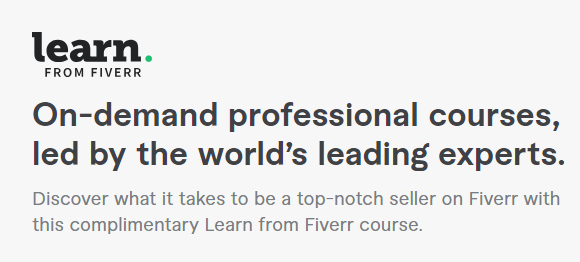 learn.
FROM FIVERR
On-demand professional courses,
led by the world’s leading experts.
Discover what it takes to be a top-notch seller on Fiverr with
this complimentary Learn from Fiverr course.